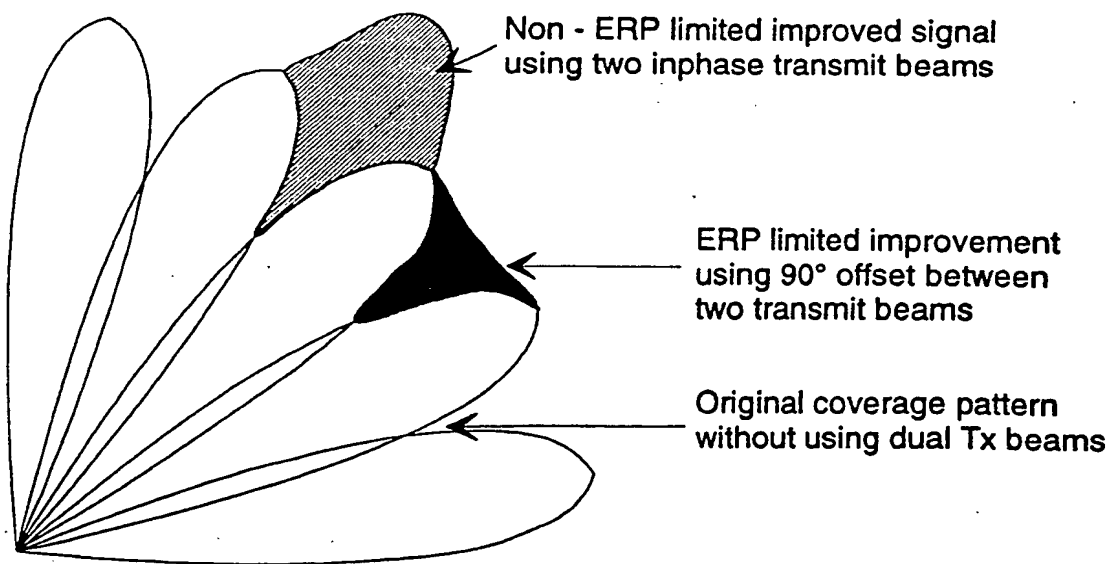 Non - ERP limited improved signal
using two inphase transmit beams
ERP limited improvement
using 90° offset between
two transmit beams
Original coverage pattern
without using dual Tx beams